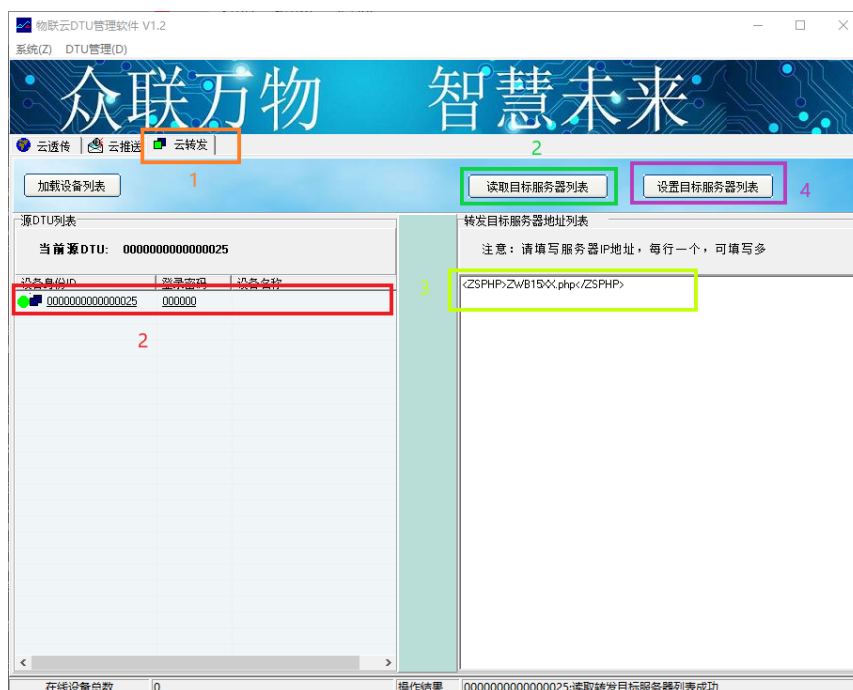 物联云DTU管理软件 V1.2
系统(Z) DTU管理(D)
众联万物 智慧未来
云透传 云推送 云转发
1
2
加载设备列表
读取目标服务器列表
设置目标服务器列表
4
源DTU列表
转发目标服务器地址列表
当前源DTU: 0000000000000025
注意：请填写服务器IP地址，每行一个，可填写多
设备身份ID 登录密码 设备名称
3
<ZSPHP>ZWB15XX.php</ZSPHP>
0000000000000025 000000
2
在线设备总数 0 操作结果 0000000000000025:读取转发目标服务器列表成功